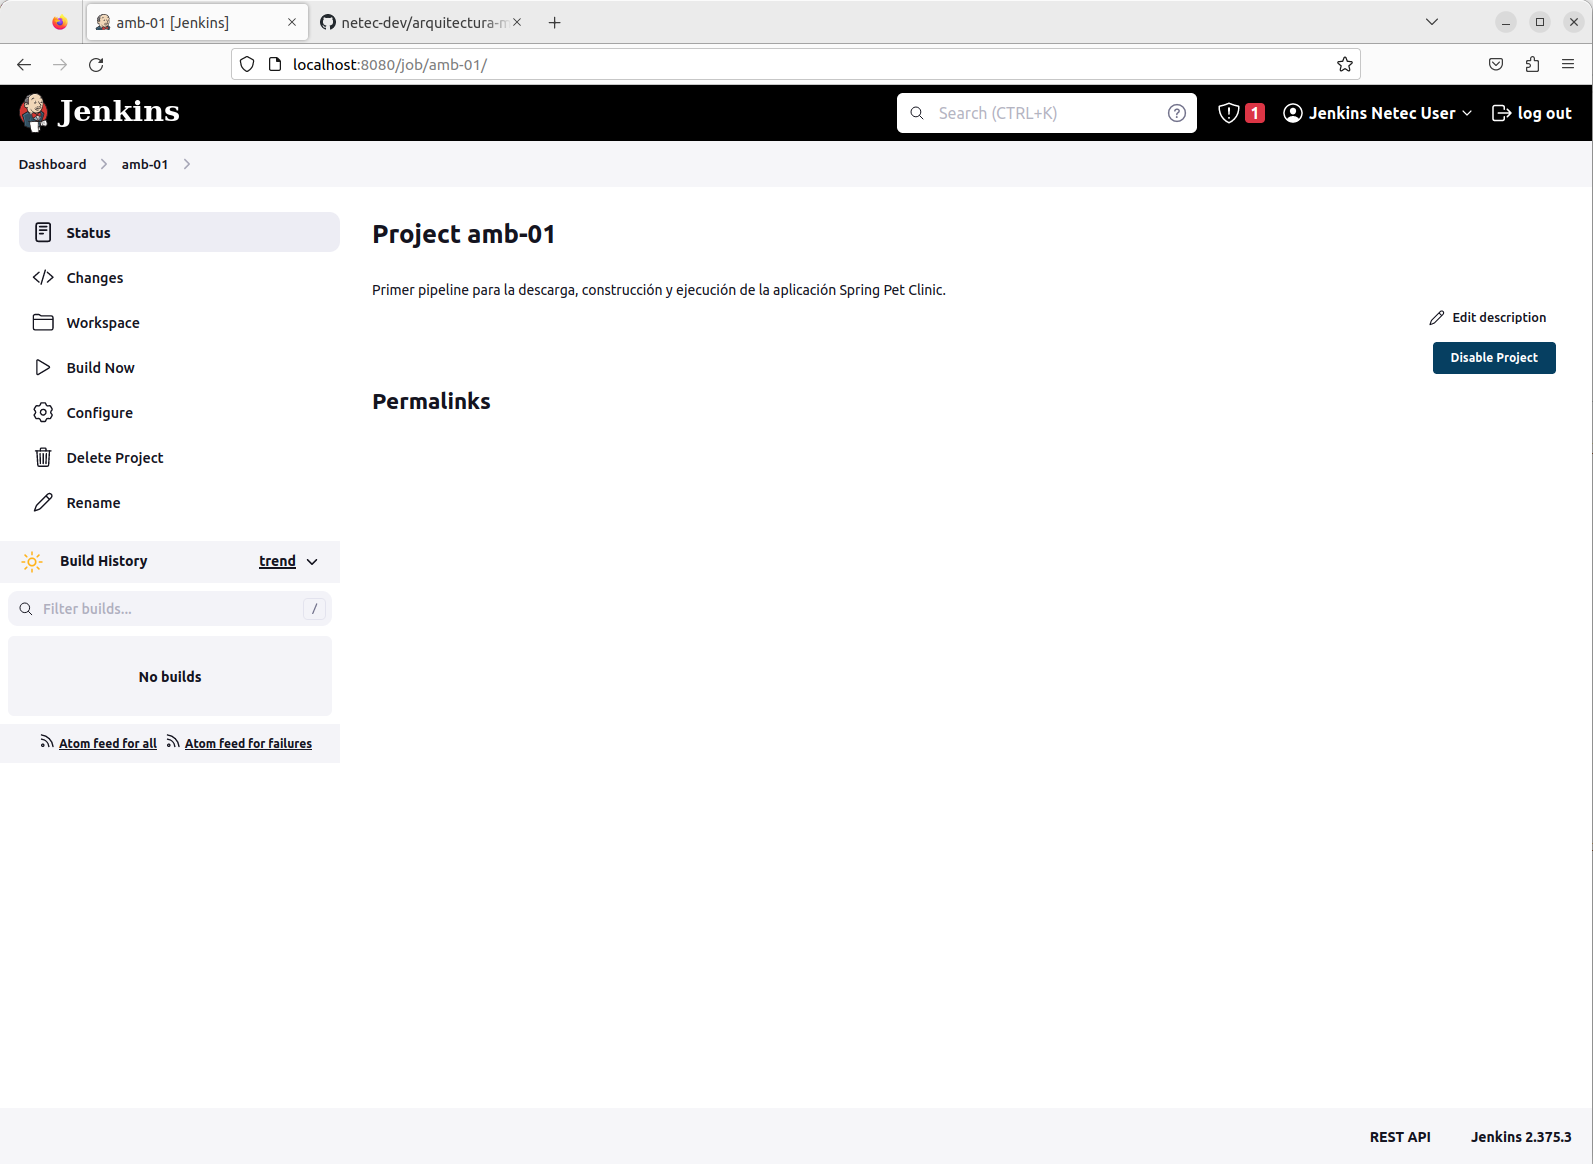 amb-01 [Jenkins]
netec-dev/arquitectura-m
localhost:8080/job/amb-01/
Jenkins
Search (CTRL+K)
1
Jenkins Netec User
log out
Dashboard
amb-01
Status
Changes
Workspace
Build Now
Configure
Delete Project
Rename
Build History
trend
Filter builds...
/
No builds
Atom feed for all
Atom feed for failures
Project amb-01
Primer pipeline para la descarga, construcción y ejecución de la aplicación Spring Pet Clinic.
Edit description
Disable Project
Permalinks
REST API
Jenkins 2.375.3